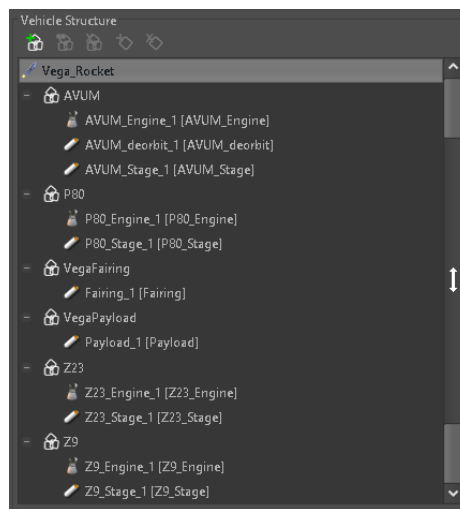 Vehicle Structure
Vega_Rocket
AVUM
AVUM_Engine_1 [AVUM_Engine]
AVUM_deorbit_1 [AVUM_deorbit]
AVUM_Stage_1 [AVUM_Stage]
P80
P80_Engine_1 [P80_Engine]
P80_Stage_1 [P80_Stage]
VegaFairing
Fairing_1 [Fairing]
VegaPayload
Payload_1 [Payload]
Z23
Z23_Engine_1 [Z23_Engine]
Z23_Stage_1 [Z23_Stage]
Z9
Z9_Engine_1 [Z9_Engine]
Z9_Stage_1 [Z9_Stage]